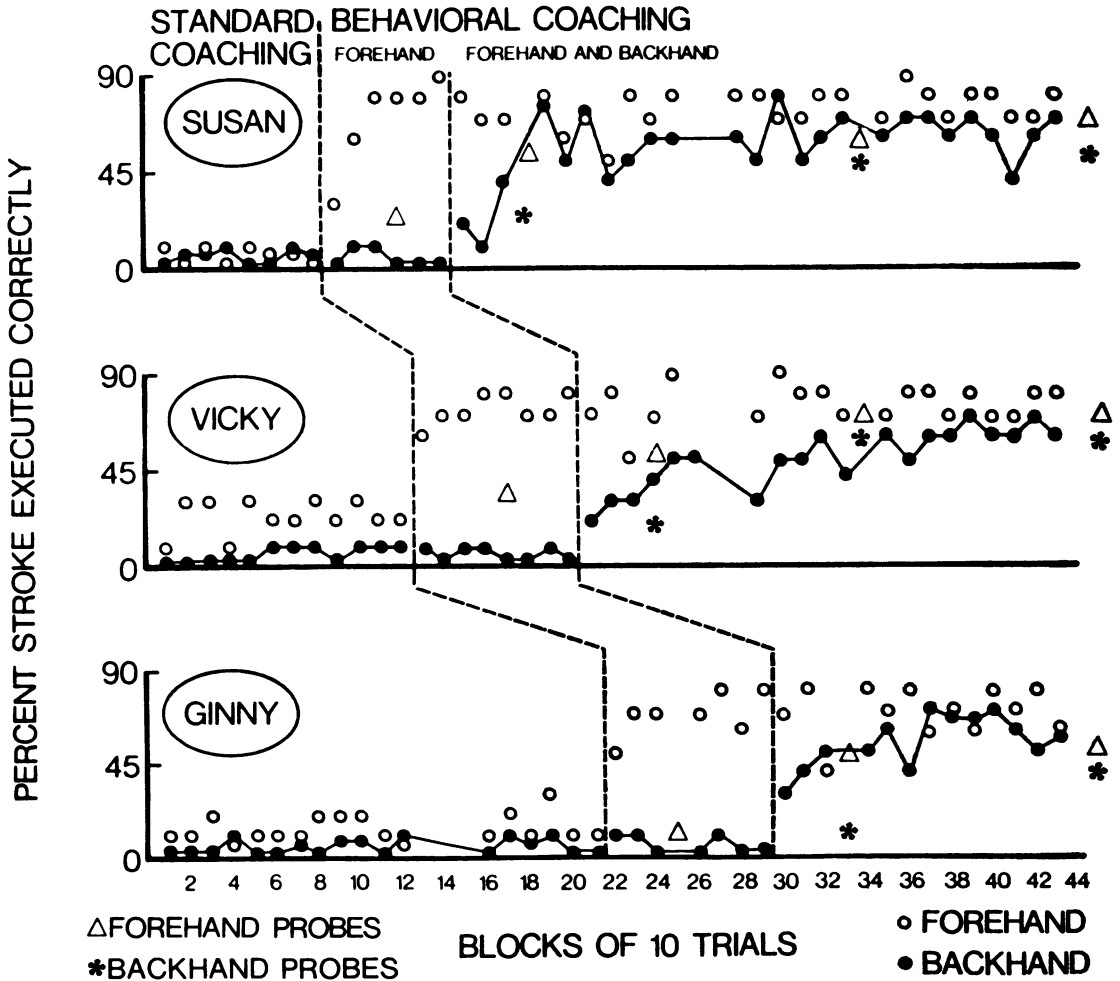 STANDARD COACHING
BEHAVIORAL COACHING
FOREHAND
FOREHAND AND BACKHAND
PERCENT STROKE EXECUTED CORRECTLY
90
SUSAN
45
0
90
VICKY
45
0
90
GINNY
45
0
2 4 6 8 10 12 14 16 18 20 22 24 26 28 30 32 34 36 38 40 42 44
△FOREHAND PROBES
*BACKHAND PROBES
BLOCKS OF 10 TRIALS
○ FOREHAND
● BACKHAND